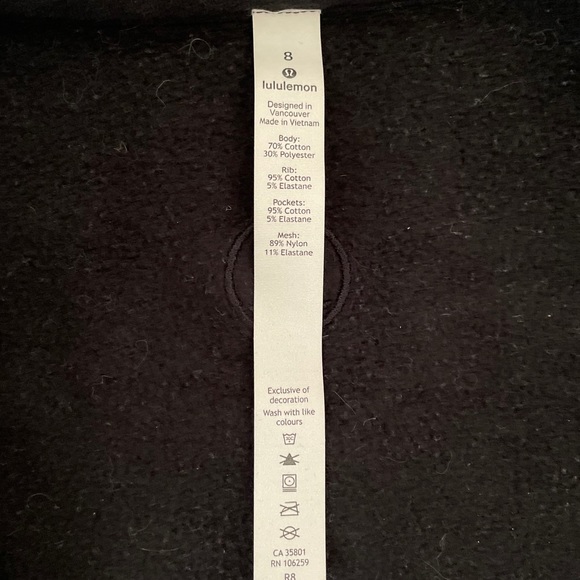 8
lululemon
Designed in
Vancouver
Made in Vietnam
Body:
70% Cotton
30% Polyester
Rib:
95% Cotton
5% Elastane
Pockets:
95% Cotton
5% Elastane
Mesh:
89% Nylon
11% Elastane
Exclusive of
decoration
Wash with like
colours
CA 35801
RN 106259
R8